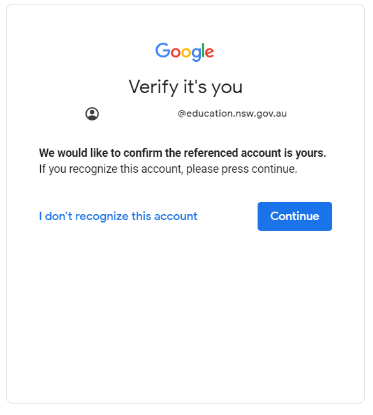 Google
Verify it's you
@education.nsw.gov.au
We would like to confirm the referenced account is yours.
If you recognize this account, please press continue.
I don't recognize this account
Continue